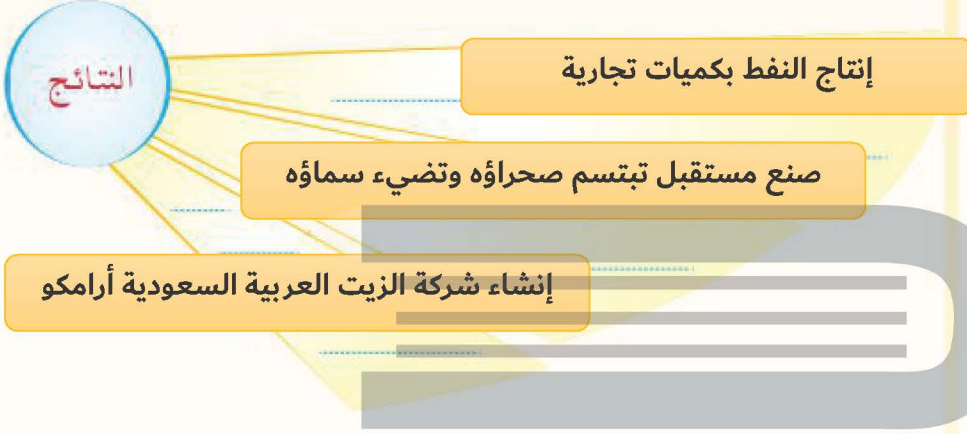 النتائج
إنتاج النفط بكميات تجارية
صنع مستقبل تبتسم صحراؤه وتضيء سماؤه
إنشاء شركة الزيت العربية السعودية أرامكو